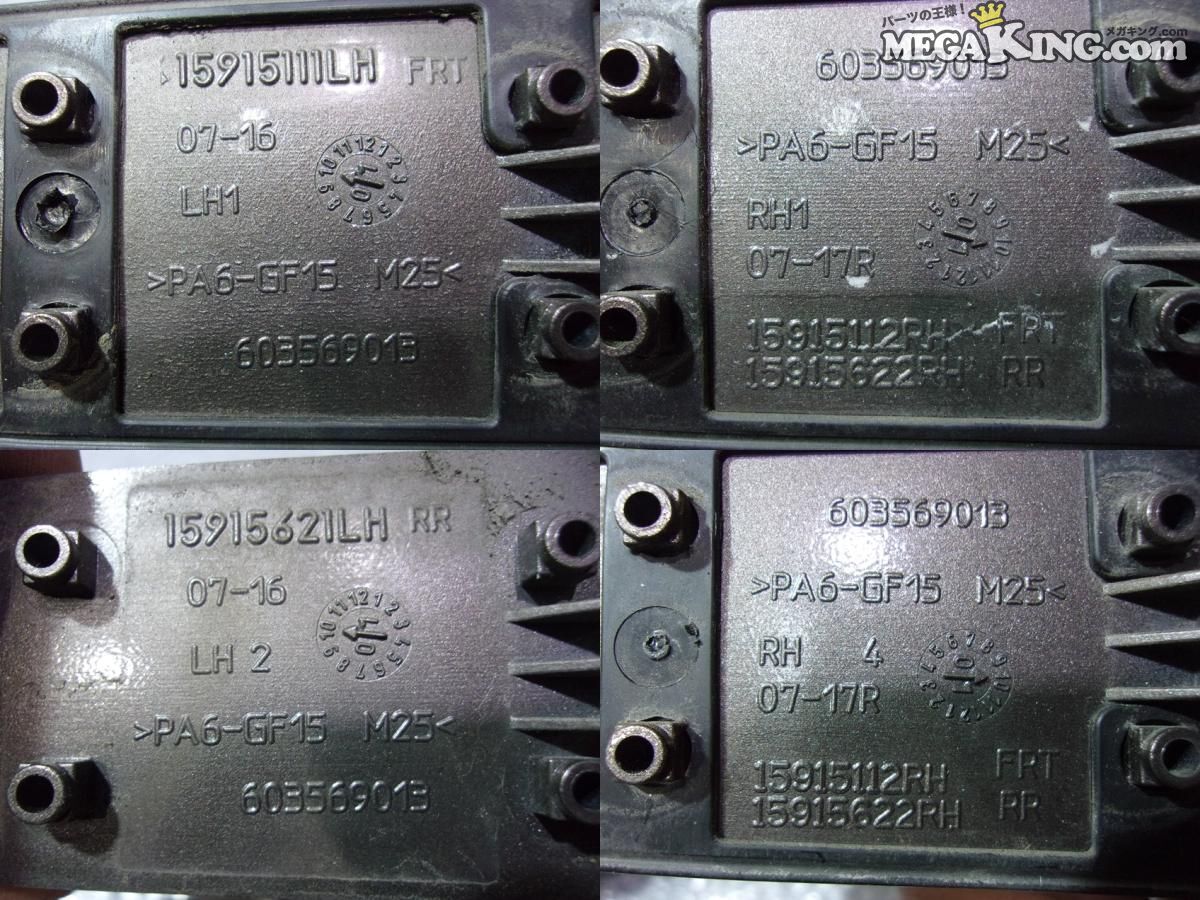 15915111LH FRT
07-16
LH1
>PA6-GF15 M25<
603569013
パーツの王様！
メガキング.com
MEGAKING.com
603569013
>PA6-GF15 M25<
RH1
07-17R
15915112RH FRT
15915622RH RR
15915621LH RR
07-16
LH 2
>PA6-GF15 M25<
603569013
603569013
>PA6-GF15 M25<
RH 4
07-17R
15915112RH FRT
15915622RH RR